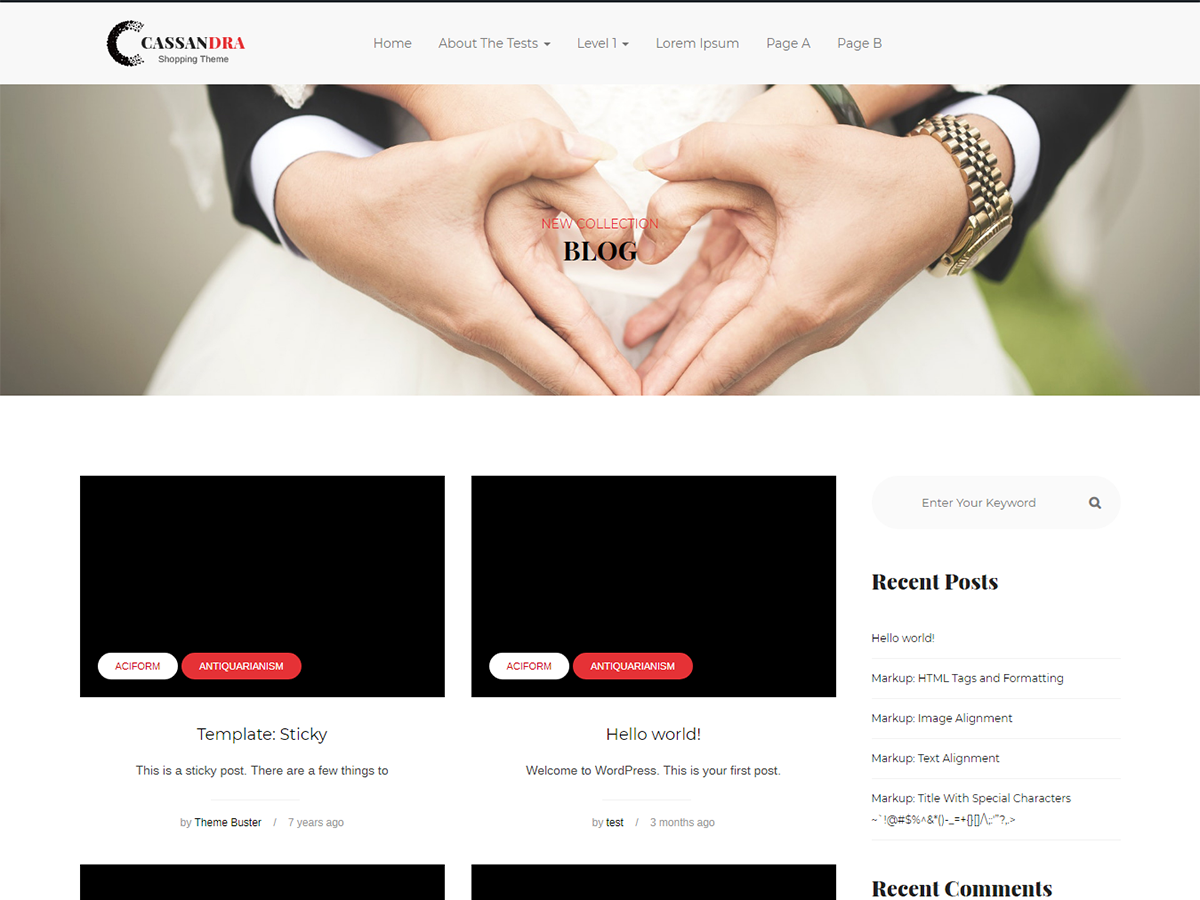 CASSANDRA
Shopping Theme
Home About The Tests Level 1 Lorem Ipsum Page A Page B
NEW COLLECTION
BLOG
ACIFORM ANTIQUARIANISM
Template: Sticky
This is a sticky post. There are a few things to
by Theme Buster / 7 years ago
ACIFORM ANTIQUARIANISM
Hello world!
Welcome to WordPress. This is your first post.
by test / 3 months ago
Enter Your Keyword
Recent Posts
Hello world!
Markup: HTML Tags and Formatting
Markup: Image Alignment
Markup: Text Alignment
Markup: Title With Special Characters
~`!@#$%^&*()-_=+{}[]/\;:'"?,.>
Recent Comments